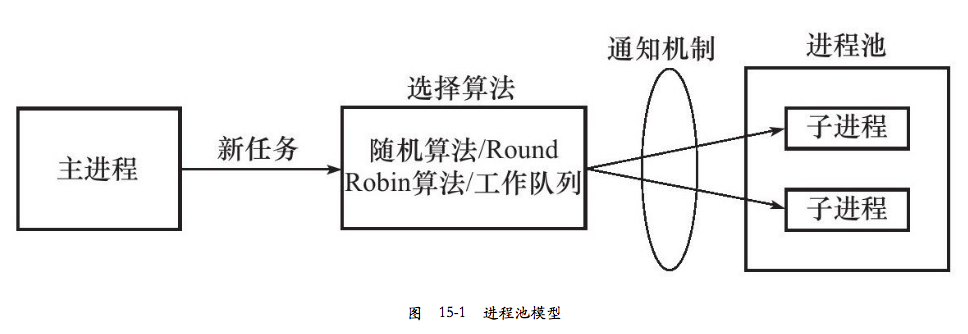 主进程
新任务
选择算法
随机算法/Round
Robin算法/工作队列
通知机制
进程池
子进程
子进程
图 15-1 进程池模型